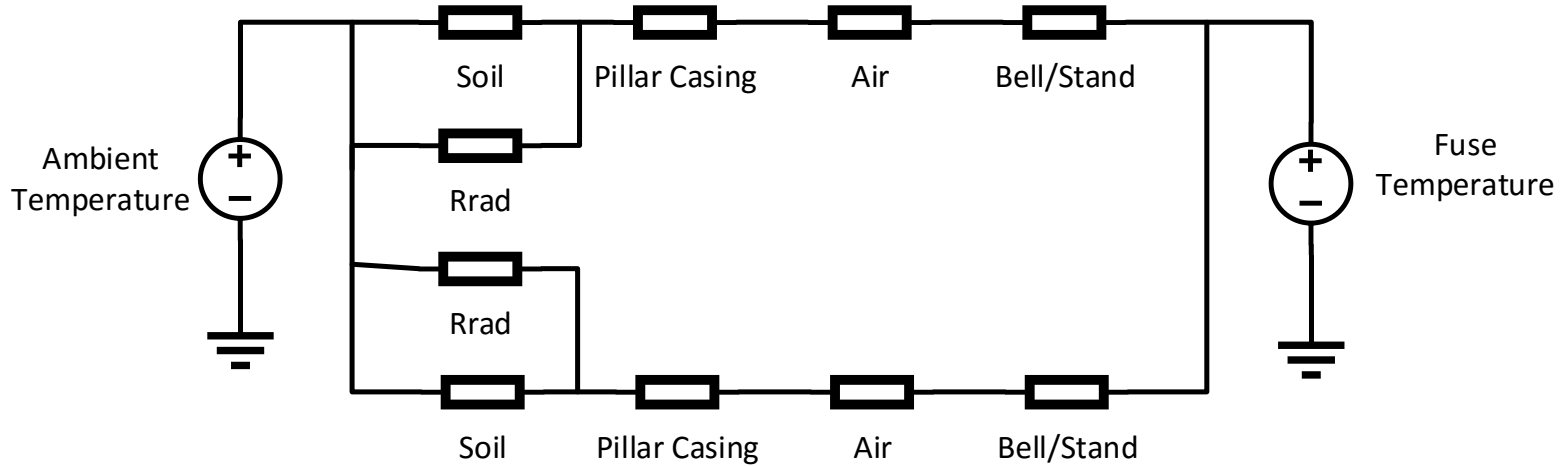 Soil
Pillar Casing
Air
Bell/Stand
Ambient
Temperature
+
−
Rrad
Fuse
Temperature
+
−
Rrad
Soil
Pillar Casing
Air
Bell/Stand